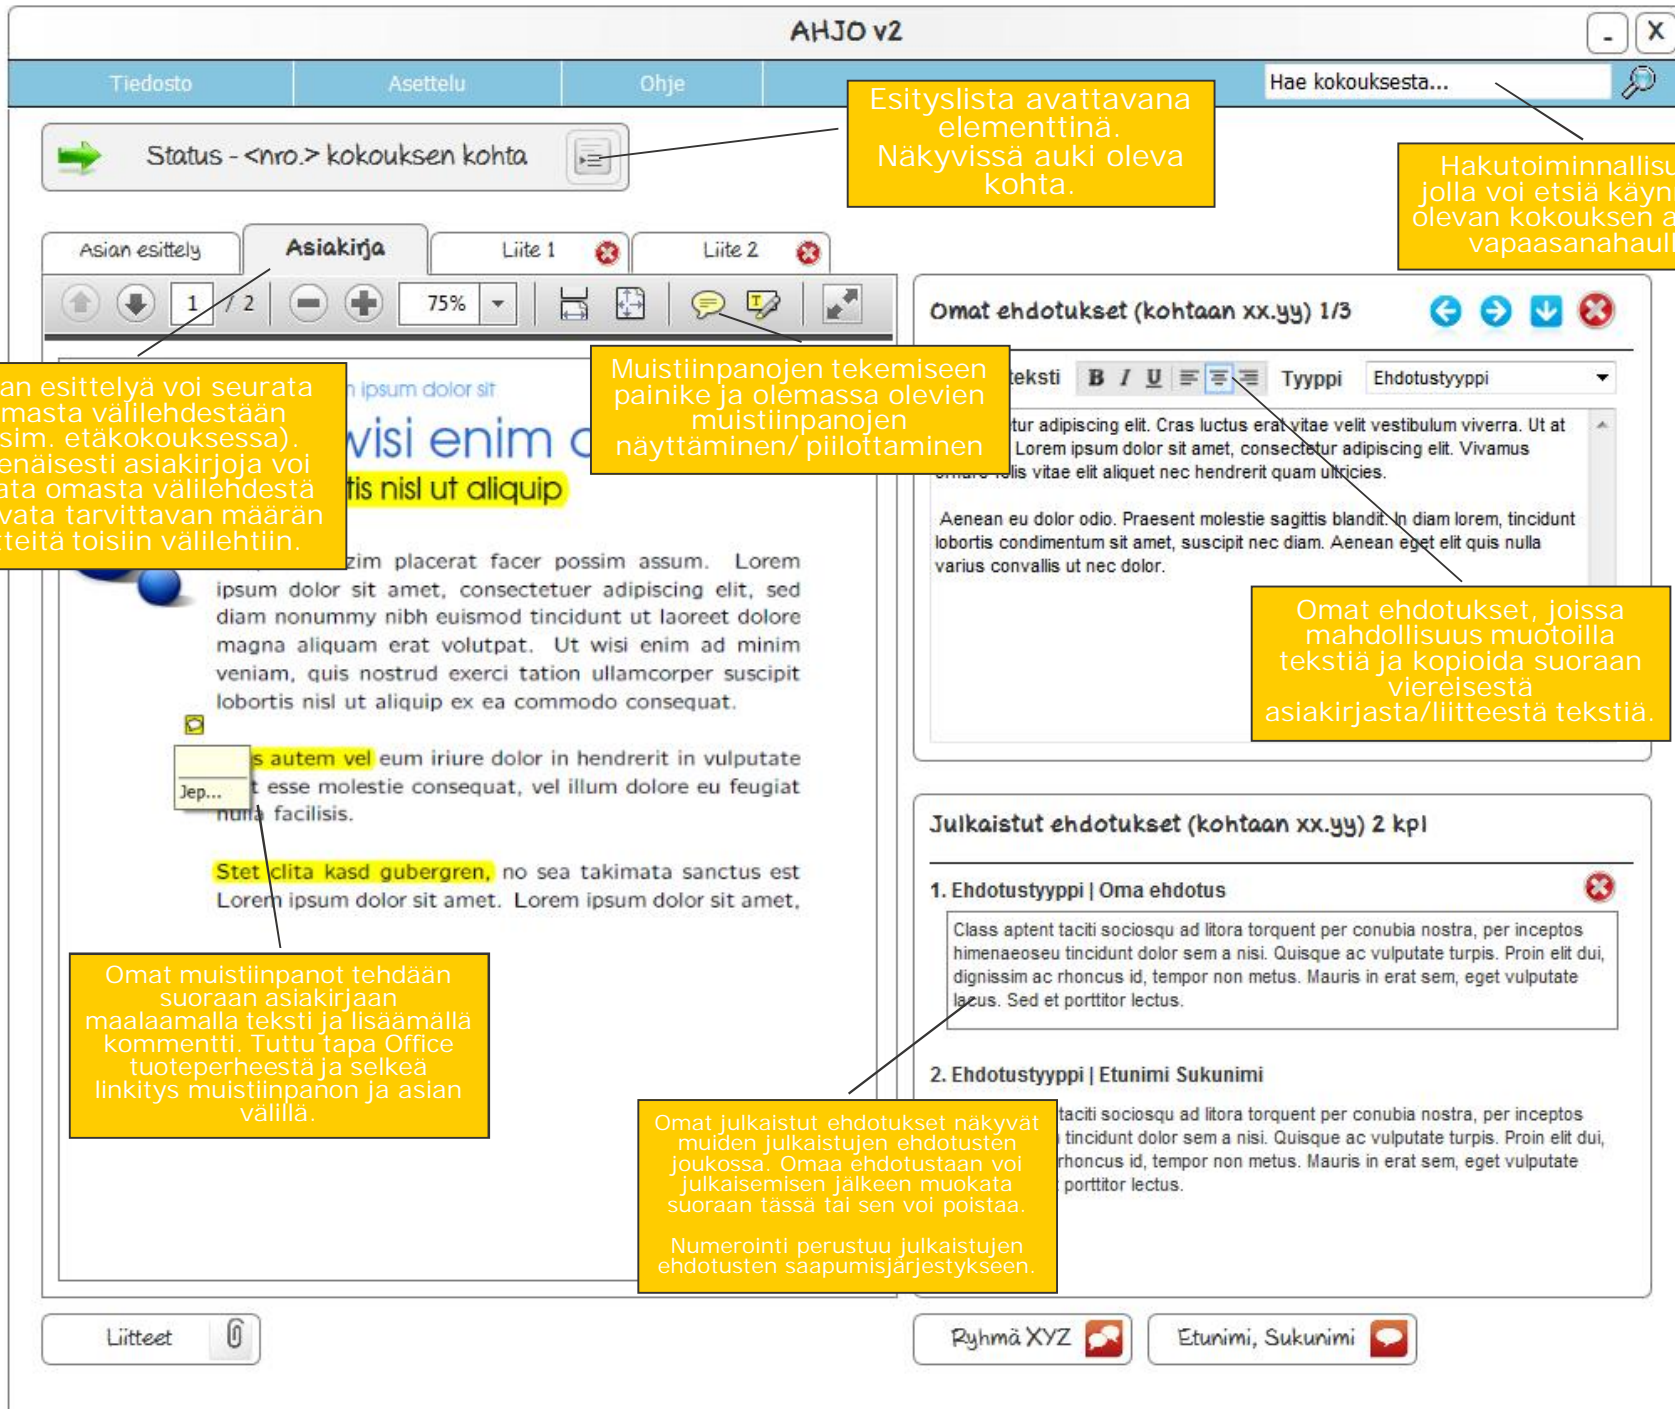 AHJO v2
- X
Tiedosto Asettelu Ohje Hae kokouksesta...
Esityslista avattavana
elementtinä.
Näkyvissä auki oleva
kohta.
Status - <nro.> kokouksen kohta
Hakutoiminnallisu
jolla voi etsiä käyn
olevan kokouksen a
vapaasanahaull
Asian esittely Asiakirja Liite 1 Liite 2
1 / 2 75%
an esittelyä voi seurata
masta välilehdestään
sim. etäkokouksessa).
enäisesti asiakirjoja voi
ata omasta välilehdestä
vata tarvittavan määrän
tteitä toisiin välilehtiin.
Muistiinpanojen tekemiseen
painike ja olemassa olevien
muistiinpanojen
näyttäminen/ piilottaminen
ipsum dolor sit
wisi enim
tis nisl ut aliquip
zim placerat facer possim assum. Lorem
ipsum dolor sit amet, consectetuer adipiscing elit, sed
diam nonummy nibh euismod tincidunt ut laoreet dolore
magna aliquam erat volutpat. Ut wisi enim ad minim
veniam, quis nostrud exerci tation ullamcorper suscipit
lobortis nisl ut aliquip ex ea commodo consequat.
s autem vel eum iriure dolor in hendrerit in vulputate
t esse molestie consequat, vel illum dolore eu feugiat
nulla facilisis.
Jep...
Stet clita kasd gubergren, no sea takimata sanctus est
Lorem ipsum dolor sit amet. Lorem ipsum dolor sit amet,
Omat muistiinpanot tehdään
suoraan asiakirjaan
maalaamalla teksti ja lisäämällä
kommentti. Tuttu tapa Office
tuoteperheestä ja selkeä
linkitys muistiinpanon ja asian
välillä.
Omat ehdotukset (kohtaan xx.yy) 1/3
teksti B I U Tyyppi Ehdotustyyppi
tur adipiscing elit. Cras luctus erat vitae velit vestibulum viverra. Ut at
Lorem ipsum dolor sit amet, consectetur adipiscing elit. Vivamus
ornare felis vitae elit aliquet nec hendrerit quam ultricies.
Aenean eu dolor odio. Praesent molestie sagittis blandit. In diam lorem, tincidunt
lobortis condimentum sit amet, suscipit nec diam. Aenean eget elit quis nulla
varius convallis ut nec dolor.
Omat ehdotukset, joissa
mahdollisuus muotoilla
tekstiä ja kopioida suoraan
viereisestä
asiakirjasta/liitteestä tekstiä.
Julkaistut ehdotukset (kohtaan xx.yy) 2 kpl
1. Ehdotustyyppi | Oma ehdotus
Class aptent taciti sociosqu ad litora torquent per conubia nostra, per inceptos
himenaeoseu tincidunt dolor sem a nisi. Quisque ac vulputate turpis. Proin elit dui,
dignissim ac rhoncus id, tempor non metus. Mauris in erat sem, eget vulputate
lacus. Sed et porttitor lectus.
2. Ehdotustyyppi | Etunimi Sukunimi
taciti sociosqu ad litora torquent per conubia nostra, per inceptos
tincidunt dolor sem a nisi. Quisque ac vulputate turpis. Proin elit dui,
rhoncus id, tempor non metus. Mauris in erat sem, eget vulputate
porttitor lectus.
Omat julkaistut ehdotukset näkyvät
muiden julkaistujen ehdotusten
joukossa. Omaa ehdotustaan voi
julkaisemisen jälkeen muokata
suoraan tässä tai sen voi poistaa.
Numerointi perustuu julkaistujen
ehdotusten saapumisjärjestykseen.
Liitteet Ryhmä XYZ Etunimi, Sukunimi